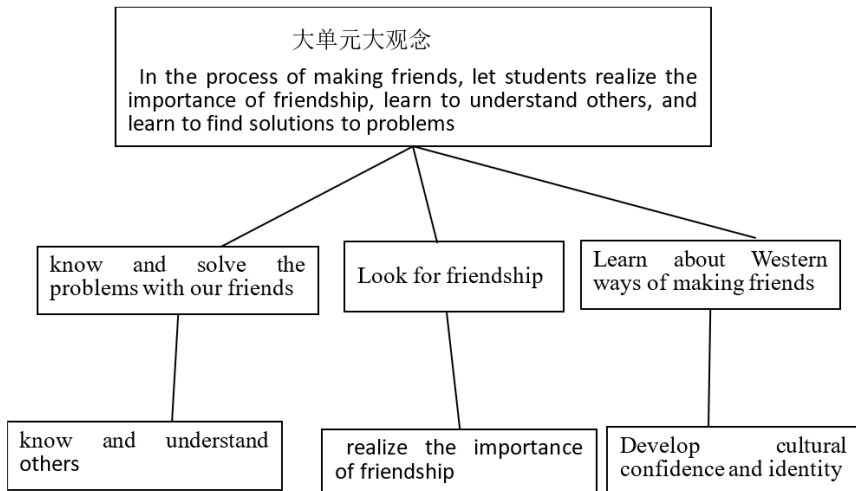 大单元大观念
In the process of making friends, let students realize the
importance of friendship, learn to understand others, and
learn to find solutions to problems
know and solve the
problems with our friends
Look for friendship
Learn about Western
ways of making friends
know and understand
others
realize the importance
of friendship
Develop cultural
confidence and identity